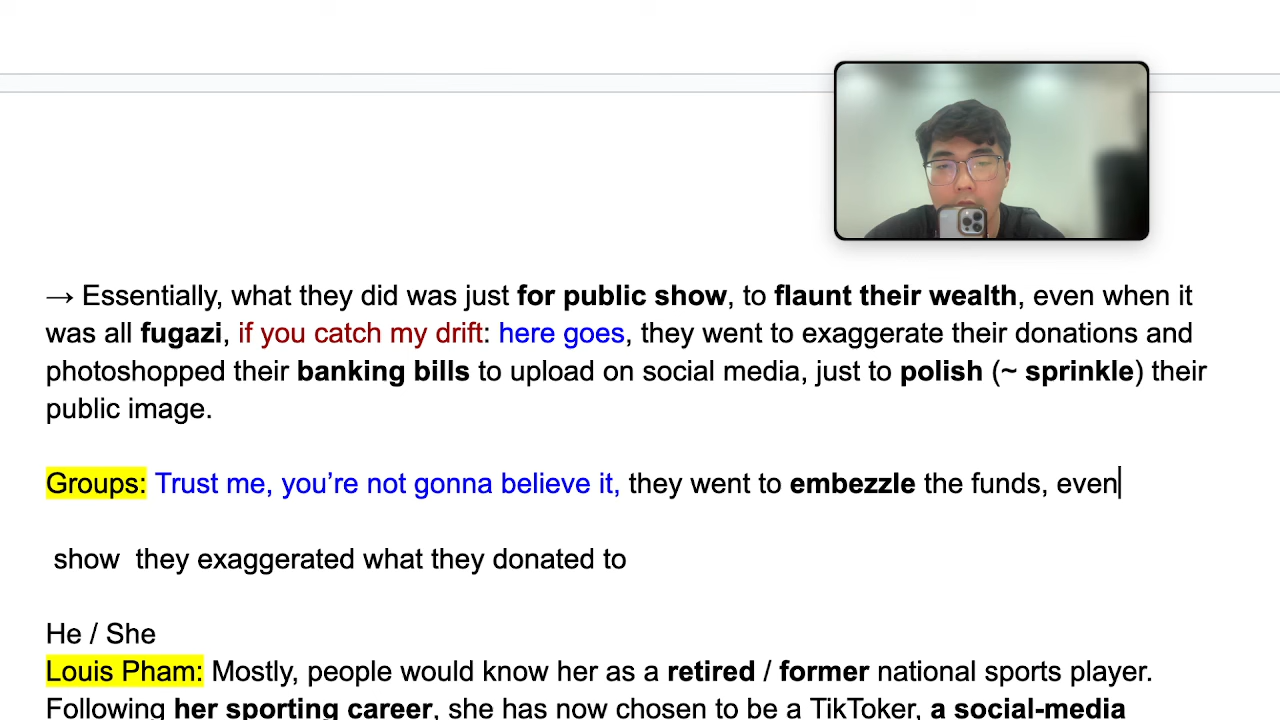 → Essentially, what they did was just for public show, to flaunt their wealth, even when it
was all fugazi, if you catch my drift: here goes, they went to exaggerate their donations and
photoshopped their banking bills to upload on social media, just to polish (~ sprinkle) their
public image.
Groups: Trust me, you’re not gonna believe it, they went to embezzle the funds, even
show they exaggerated what they donated to
He / She
Louis Pham: Mostly, people would know her as a retired / former national sports player.
Following her sporting career, she has now chosen to be a TikToker, a social-media